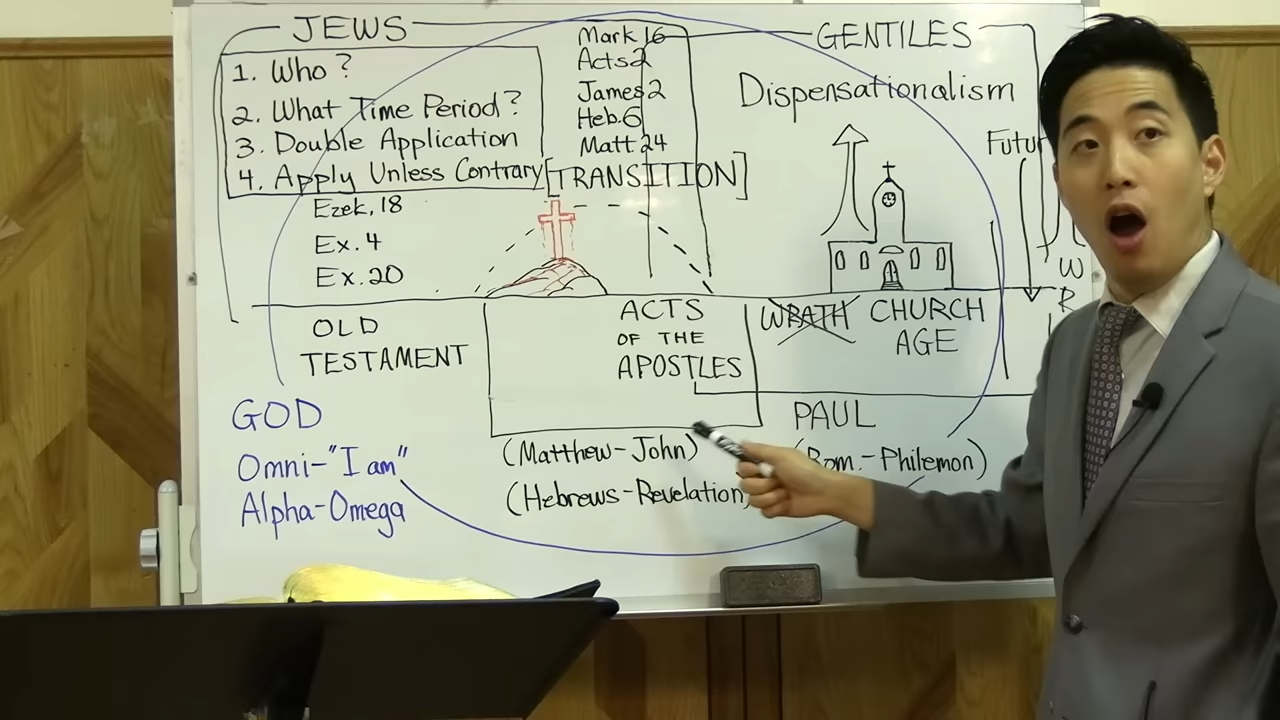 JEWS
1. Who?
2. What Time Period?
3. Double Application
4. Apply Unless Contrary
Ezek. 18
Ex. 4
Ex. 20
Mark 16
Acts 2
James 2
Heb. 6
Matt. 24
[TRANSITION]
GENTILES
Dispensationalism
Futur
W
R
OLD
TESTAMENT
ACTS
OF THE
APOSTLES
WRATH
CHURCH
AGE
PAUL
(Matthew-John)
(Hebrews-Revelation)
(Rom.-Philemon)
GOD
Omni-"I am"
Alpha-Omega